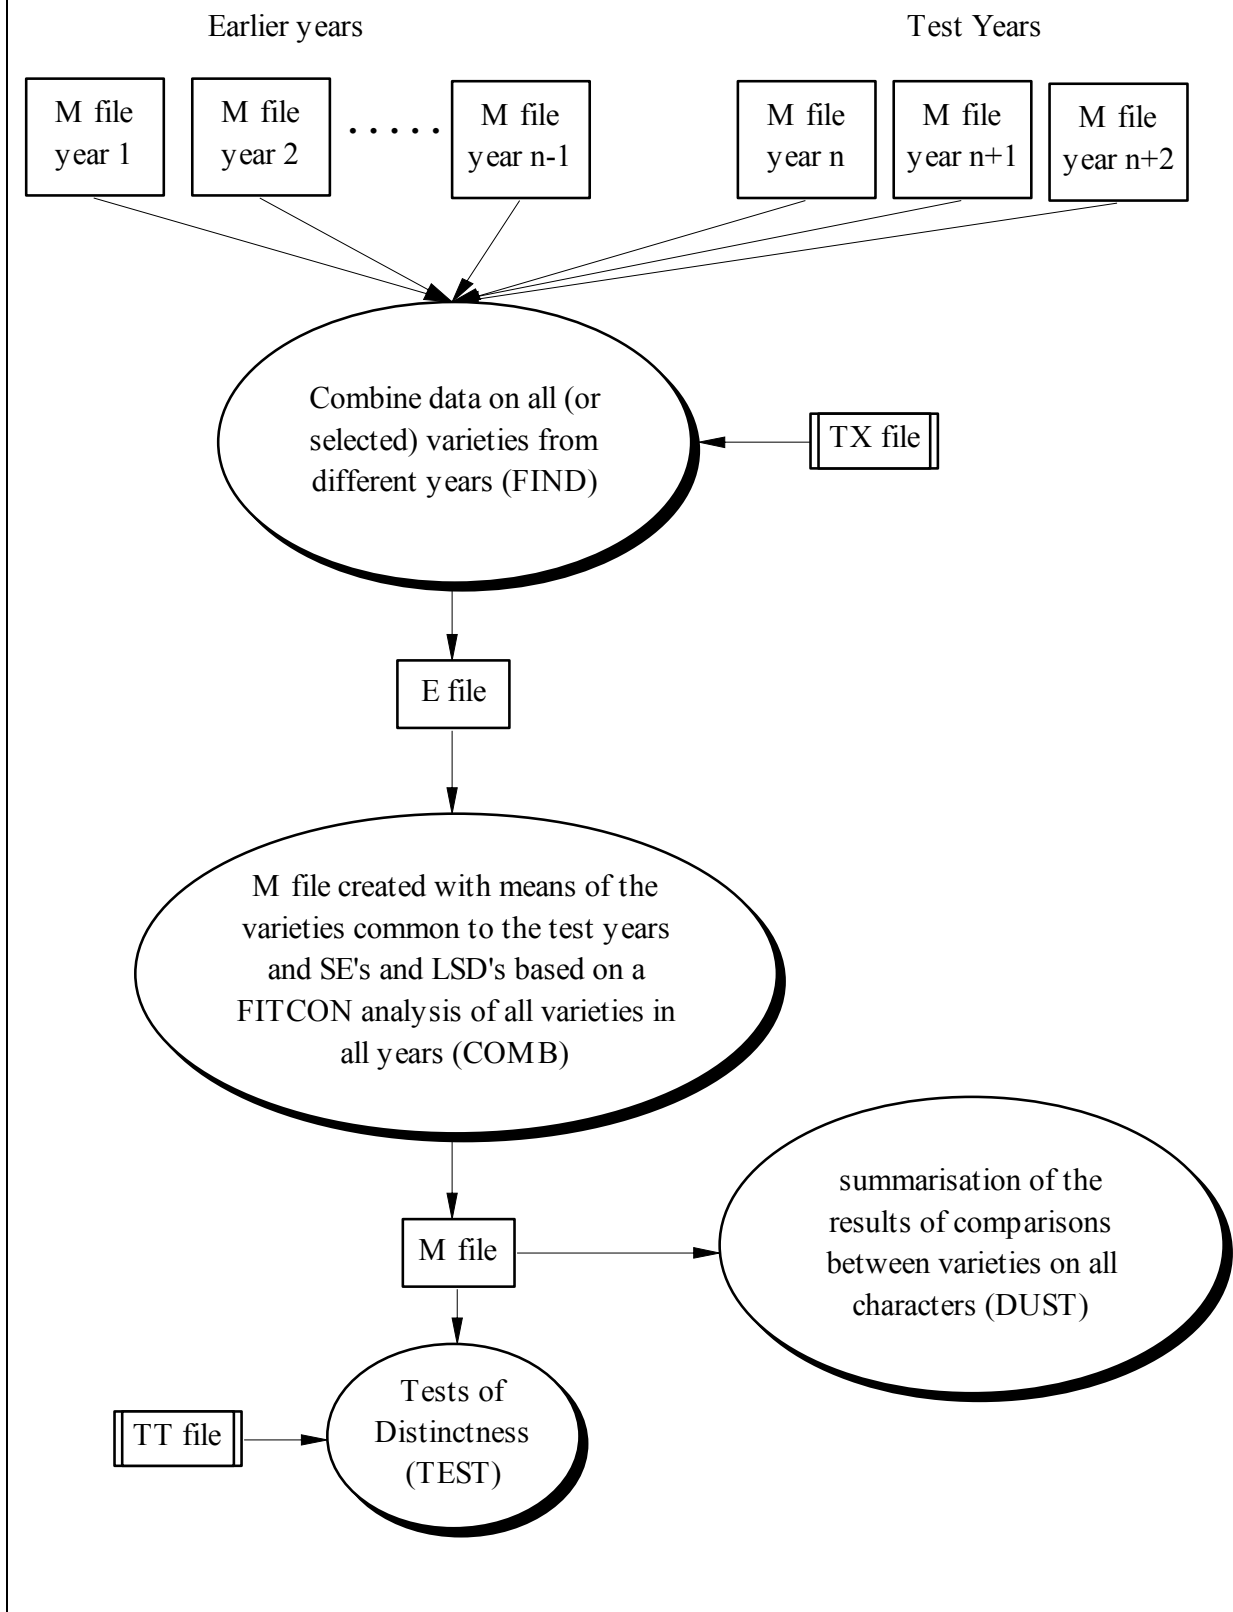 Earlier years
Test Years
M file
year 1
M file
year 2
. . . . .
M file
year n-1
M file
year n
M file
year n+1
M file
year n+2
Combine data on all (or
selected) varieties from
different years (FIND)
TX file
E file
M file created with means of the
varieties common to the test years
and SE's and LSD's based on a
FITCON analysis of all varieties in
all years (COMB)
M file
summarisation of the
results of comparisons
between varieties on all
characters (DUST)
Tests of
Distinctness
(TEST)
TT file